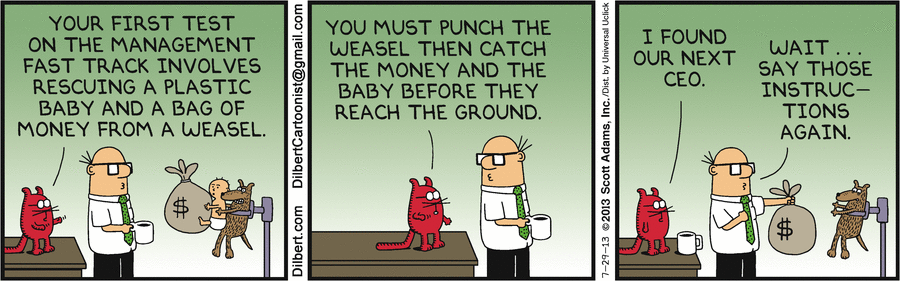 YOUR FIRST TEST
ON THE MANAGEMENT
FAST TRACK INVOLVES
RESCUING A PLASTIC
BABY AND A BAG OF
MONEY FROM A WEASEL.
$
Dilbert.com DilbertCartoonist@gmail.com
YOU MUST PUNCH THE
WEASEL THEN CATCH
THE MONEY AND THE
BABY BEFORE THEY
REACH THE GROUND.
7-29-13 © 2013 Scott Adams, Inc. /Dist. by Universal Uclick
I FOUND
OUR NEXT
CEO.
WAIT . . .
SAY THOSE
INSTRUC-
TIONS
AGAIN.
$